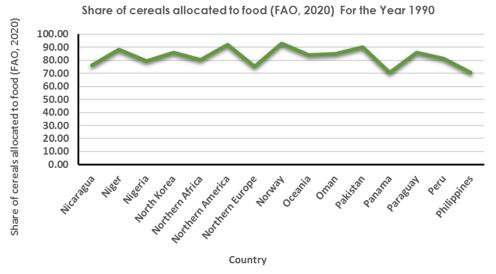 Share of cereals allocated to food (FAO, 2020)  For the Year 1990
Share of cereals allocated to food (FAO, 2020)
100.00
90.00
80.00
70.00
60.00
50.00
40.00
30.00
20.00
10.00
0.00
Nicaragua
Niger
Nigeria
North Korea
Northern Africa
Northern America
Northern Europe
Norway
Oceania
Oman
Pakistan
Panama
Paraguay
Peru
Philippines
Country